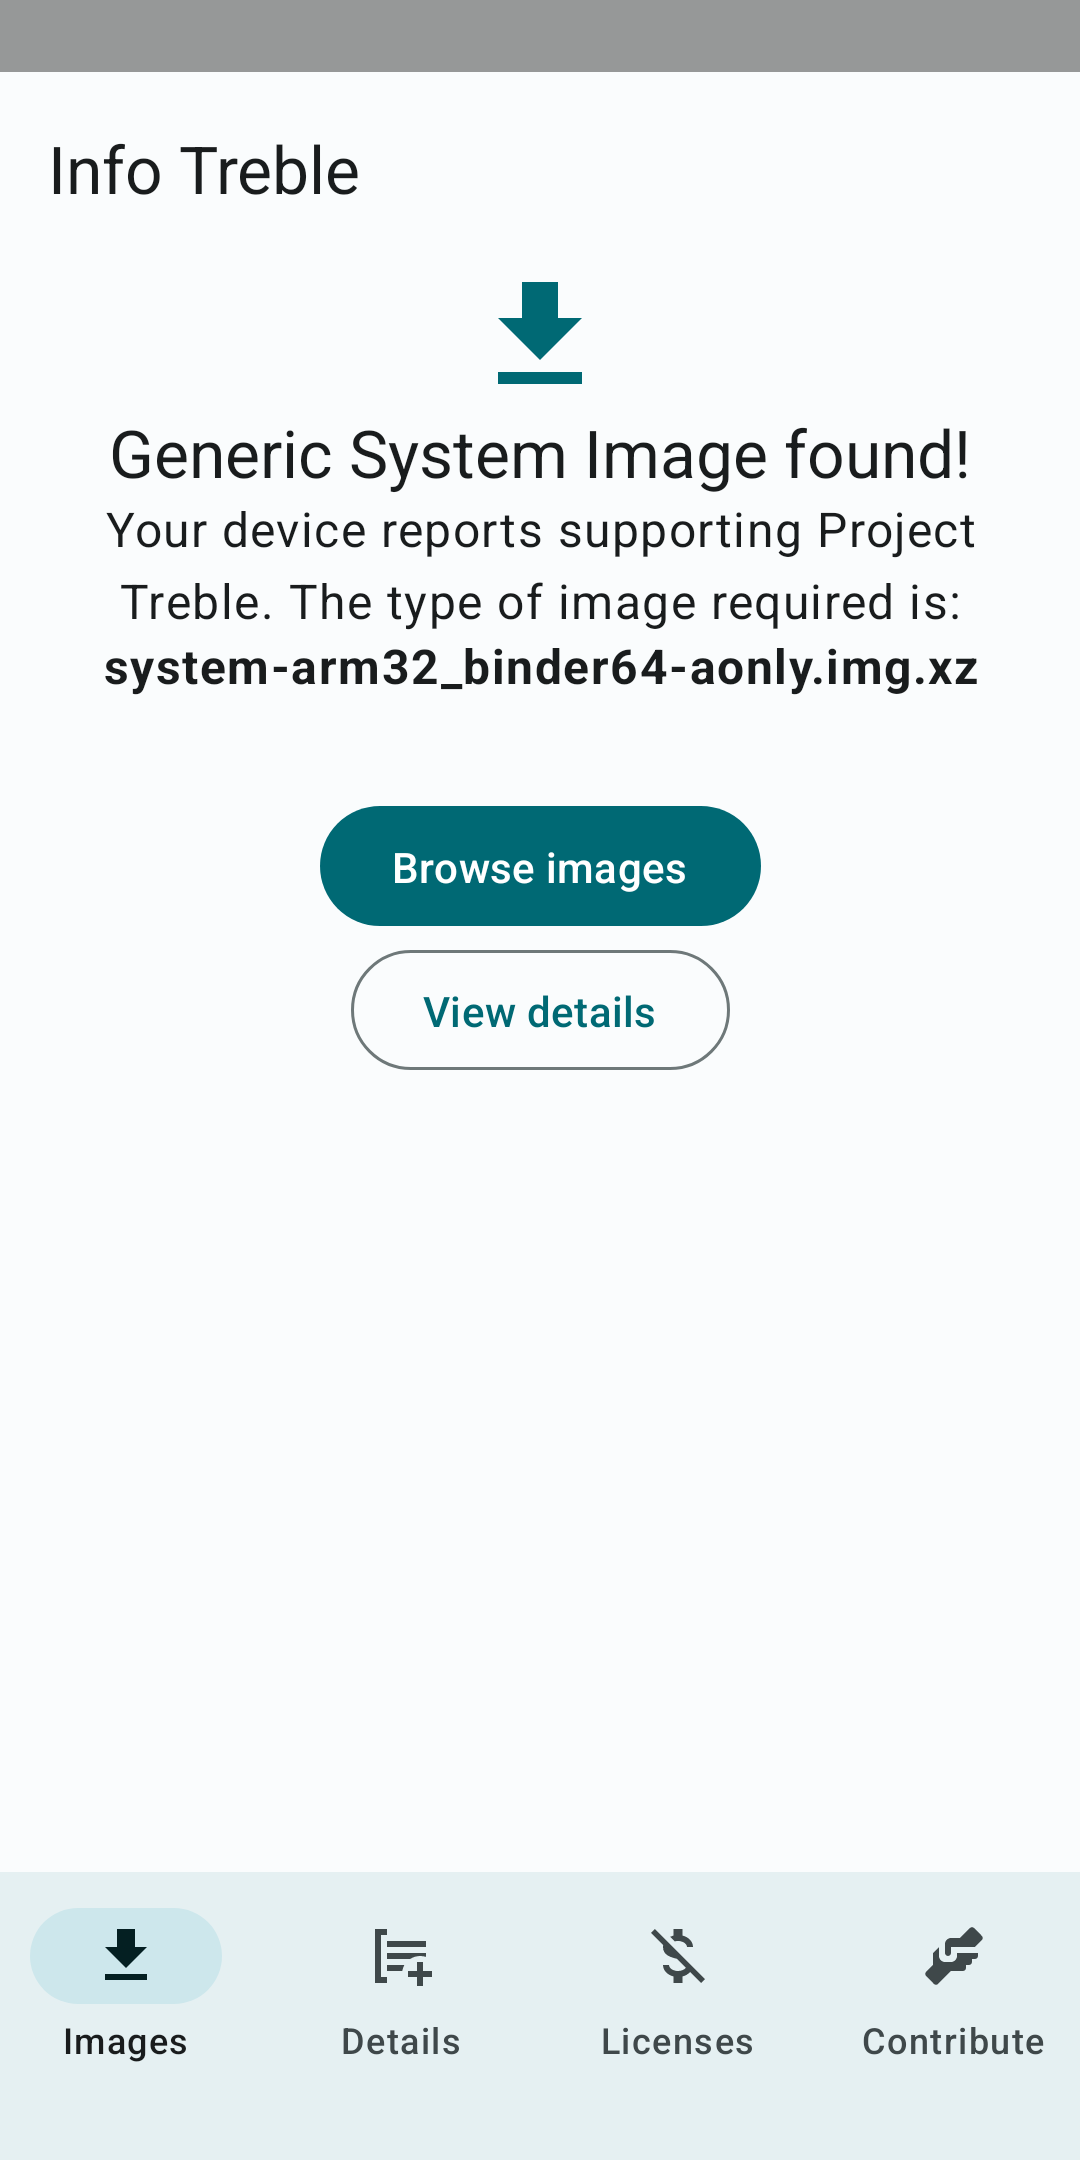 Info Treble
Generic System Image found!
Your device reports supporting Project
Treble. The type of image required is:
system-arm32_binder64-aonly.img.xz
Browse images
View details
Images
Details
Licenses
Contribute